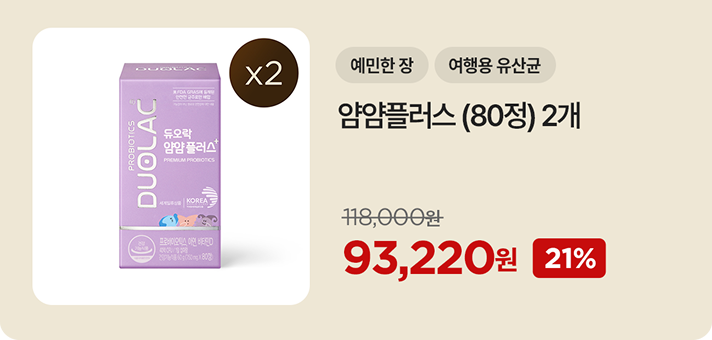 x2
예민한 장
여행용 유산균
얌얌플러스 (80정) 2개
118,000원
93,220원
21%
DUOLAC
PROBIOTICS
DUOLAC
듀오락
얌얌 플러스+
PREMIUM PROBIOTICS
KOREA